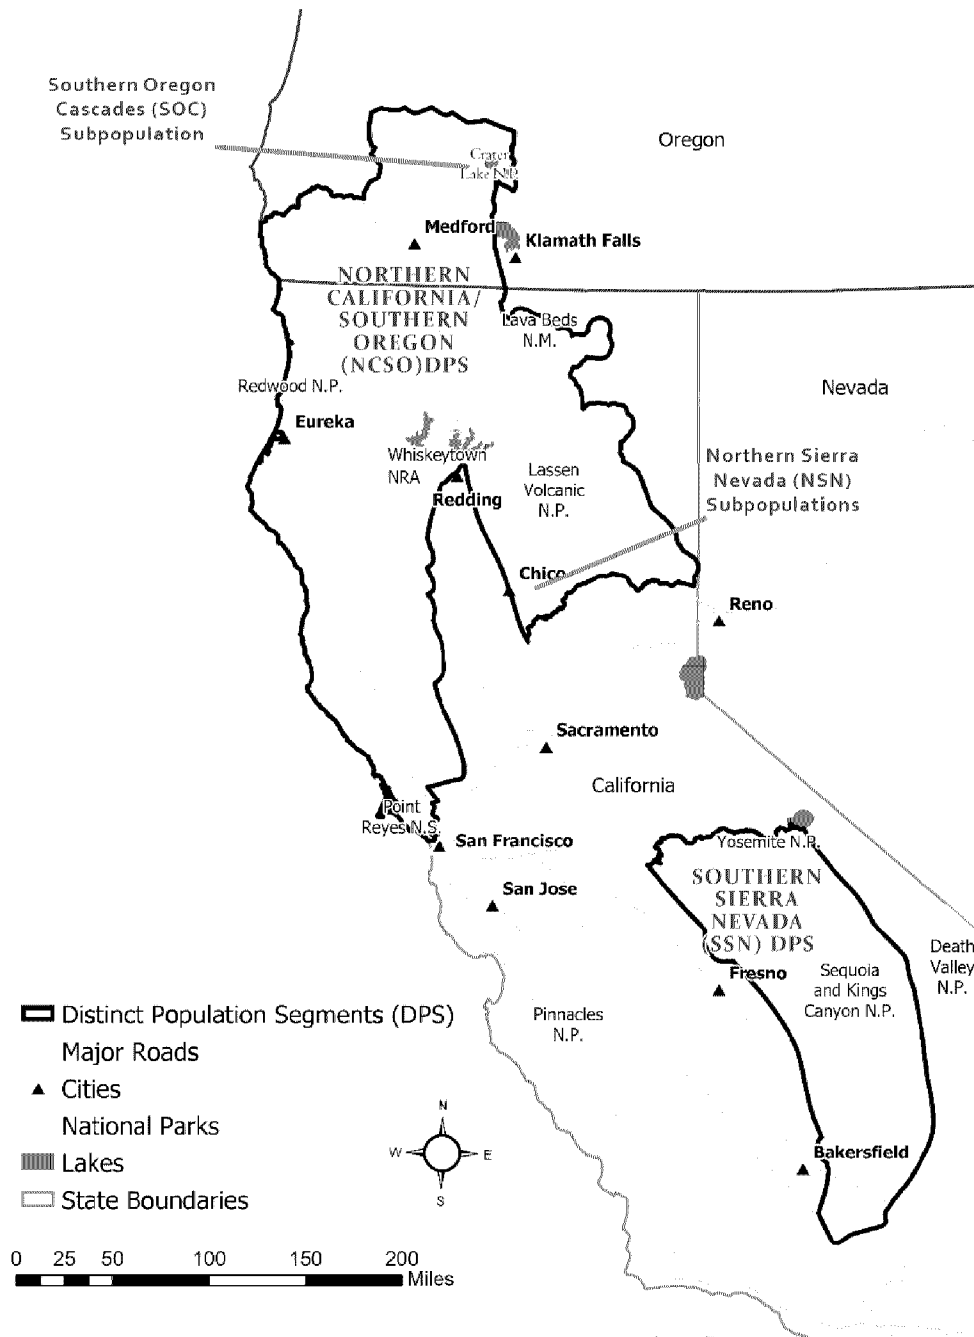 Southern Oregon
Cascades (SOC)
Subpopulation
Oregon
Crater
Lake N.P.
Medford
Klamath Falls
NORTHERN
CALIFORNIA/
SOUTHERN
OREGON
(NCSO)DPS
Lava Beds
N.M.
Redwood N.P.
Nevada
Eureka
Whiskeytown
NRA
Redding
Lassen
Volcanic
N.P.
Northern Sierra
Nevada (NSN)
Subpopulations
Chico
Reno
Sacramento
California
Point
Reyes N.S.
San Francisco
Yosemite N.P.
San Jose
SOUTHERN
SIERRA
NEVADA
(SSN) DPS
Fresno
Sequoia
and Kings
Canyon N.P.
Death
Valley
N.P.
Pinnacles
N.P.
Bakersfield
Distinct Population Segments (DPS)
Major Roads
Cities
National Parks
Lakes
State Boundaries
N
W E
S
0 25 50 100 150 200
Miles